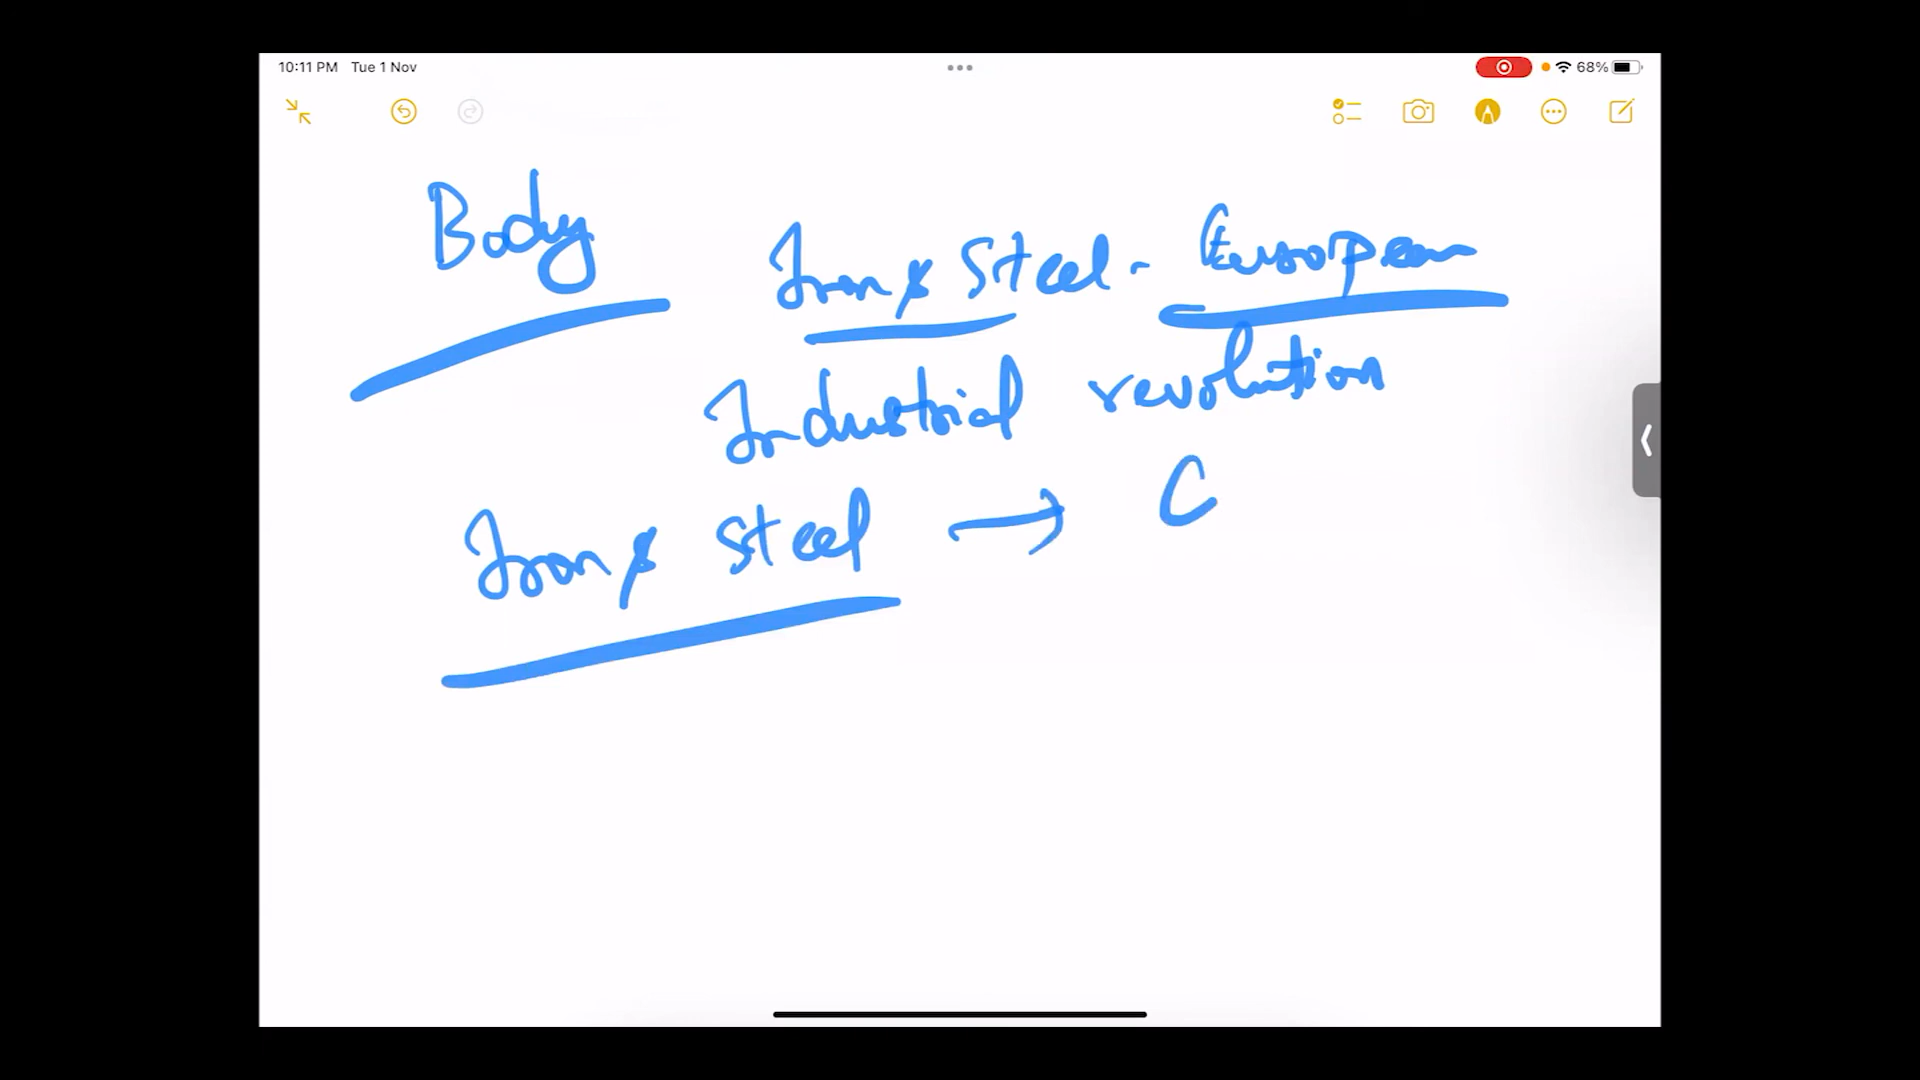 10:11 PM Tue 1 Nov
68%
Body
Iron & Steel - European
Industrial revolution
Iron & Steel → C